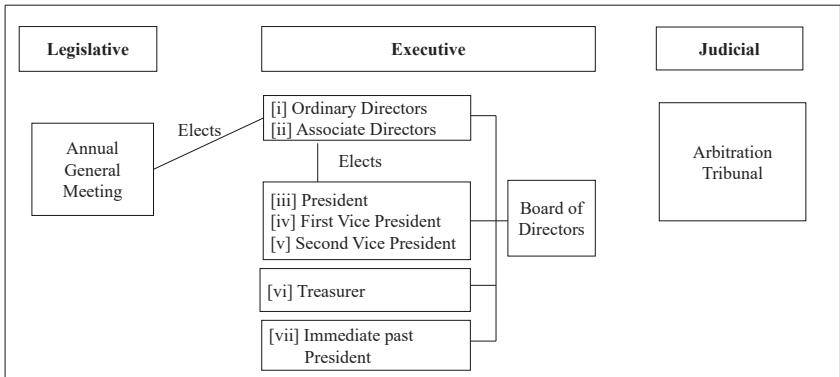 Legislative
Executive
Judicial
Annual
General
Meeting
Elects
[i] Ordinary Directors
[ii] Associate Directors
Elects
[iii] President
[iv] First Vice President
[v] Second Vice President
[vi] Treasurer
[vii] Immediate past
President
Board of
Directors
Arbitration
Tribunal